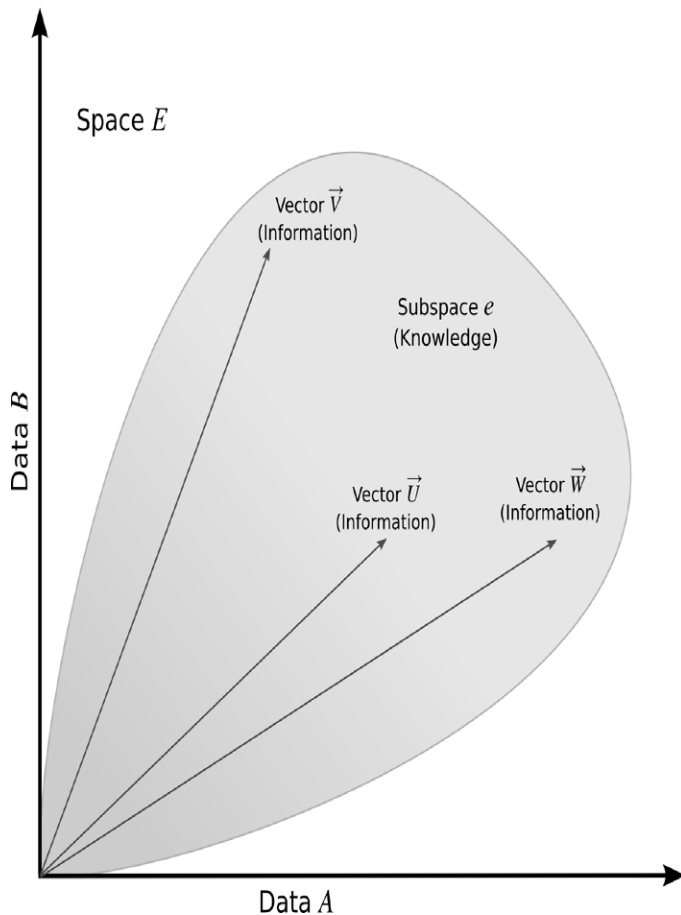 Space E
Vector V⃗
(Information)
Subspace e
(Knowledge)
Data B
Vector U⃗
(Information)
Vector W⃗
(Information)
Data A